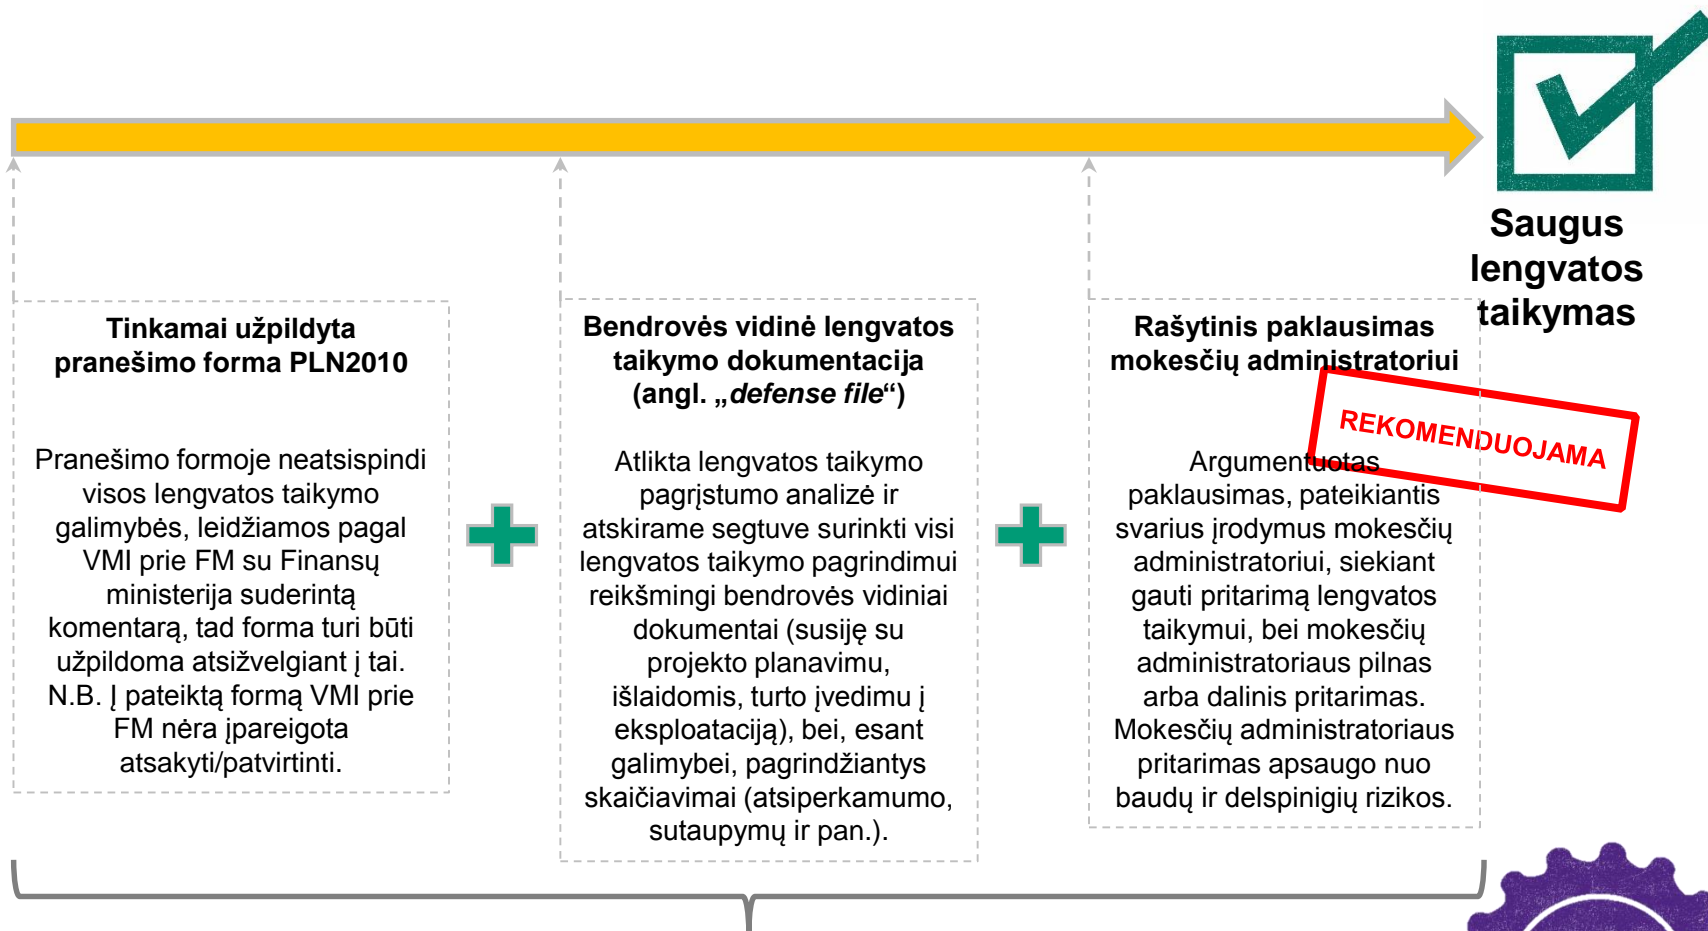 Saugus
lengvatos
taikymas
Tinkamai užpildyta
pranešimo forma PLN2010
Pranešimo formoje neatsispindi
visos lengvatos taikymo
galimybės, leidžiamos pagal
VMI prie FM su Finansų
ministerija suderintą
komentarą, tad forma turi būti
užpildoma atsižvelgiant į tai.
N.B. Į pateiktą formą VMI prie
FM nėra įpareigota
atsakyti/patvirtinti.
Bendrovės vidinė lengvatos
taikymo dokumentacija
(angl. „defense file“)
Atlikta lengvatos taikymo
pagrįstumo analizė ir
atskirame segtuve surinkti visi
lengvatos taikymo pagrindimui
reikšmingi bendrovės vidiniai
dokumentai (susiję su
projekto planavimu,
išlaidomis, turto įvedimu į
eksploataciją), bei, esant
galimybei, pagrindžiantys
skaičiavimai (atsiperkamumo,
sutaupymų ir pan.).
Rašytinis paklausimas
mokesčių administratoriui
REKOMENDUOJAMA
Argumentuotas
paklausimas, pateikiantis
svarius įrodymus mokesčių
administratoriui, siekiant
gauti pritarimą lengvatos
taikymui, bei mokesčių
administratoriaus pilnas
arba dalinis pritarimas.
Mokesčių administratoriaus
pritarimas apsaugo nuo
baudų ir delspinigių rizikos.